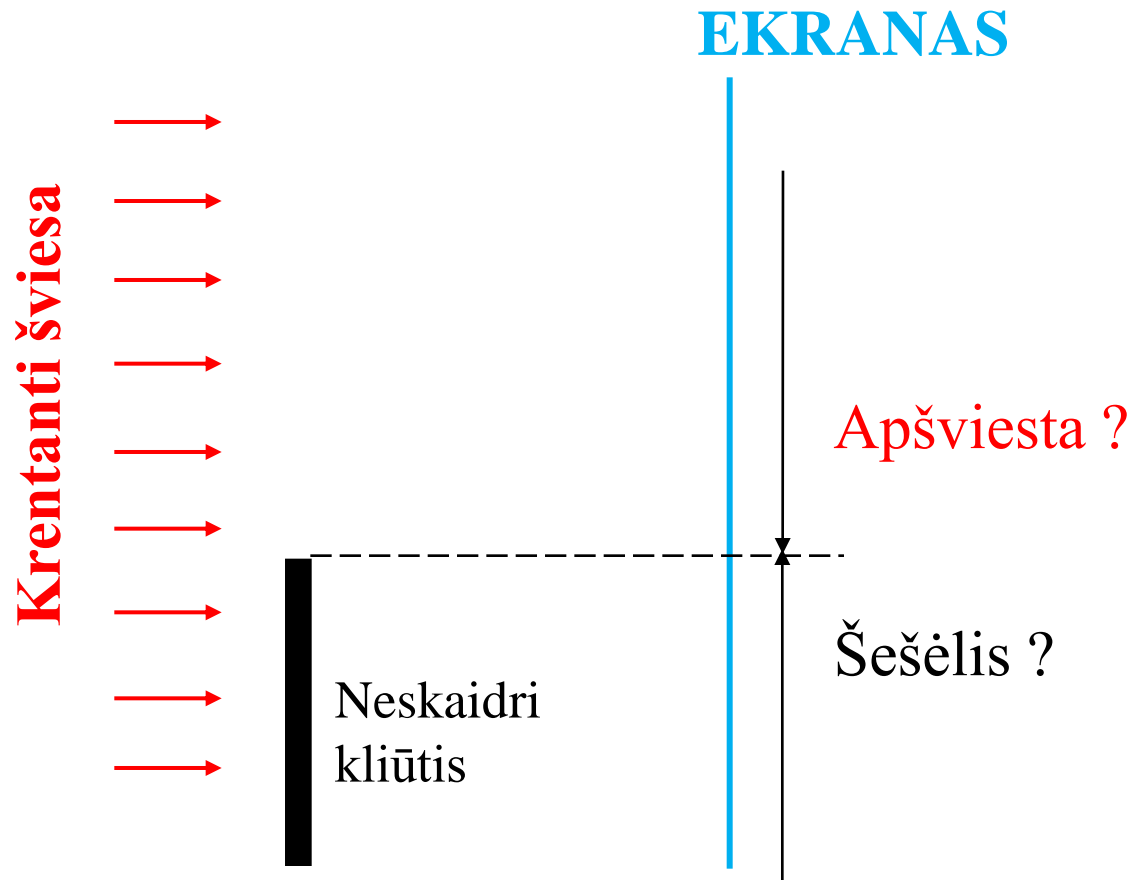 EKRANAS
Krentanti šviesa
Apšviesta ?
Šešėlis ?
Neskaidri
kliūtis